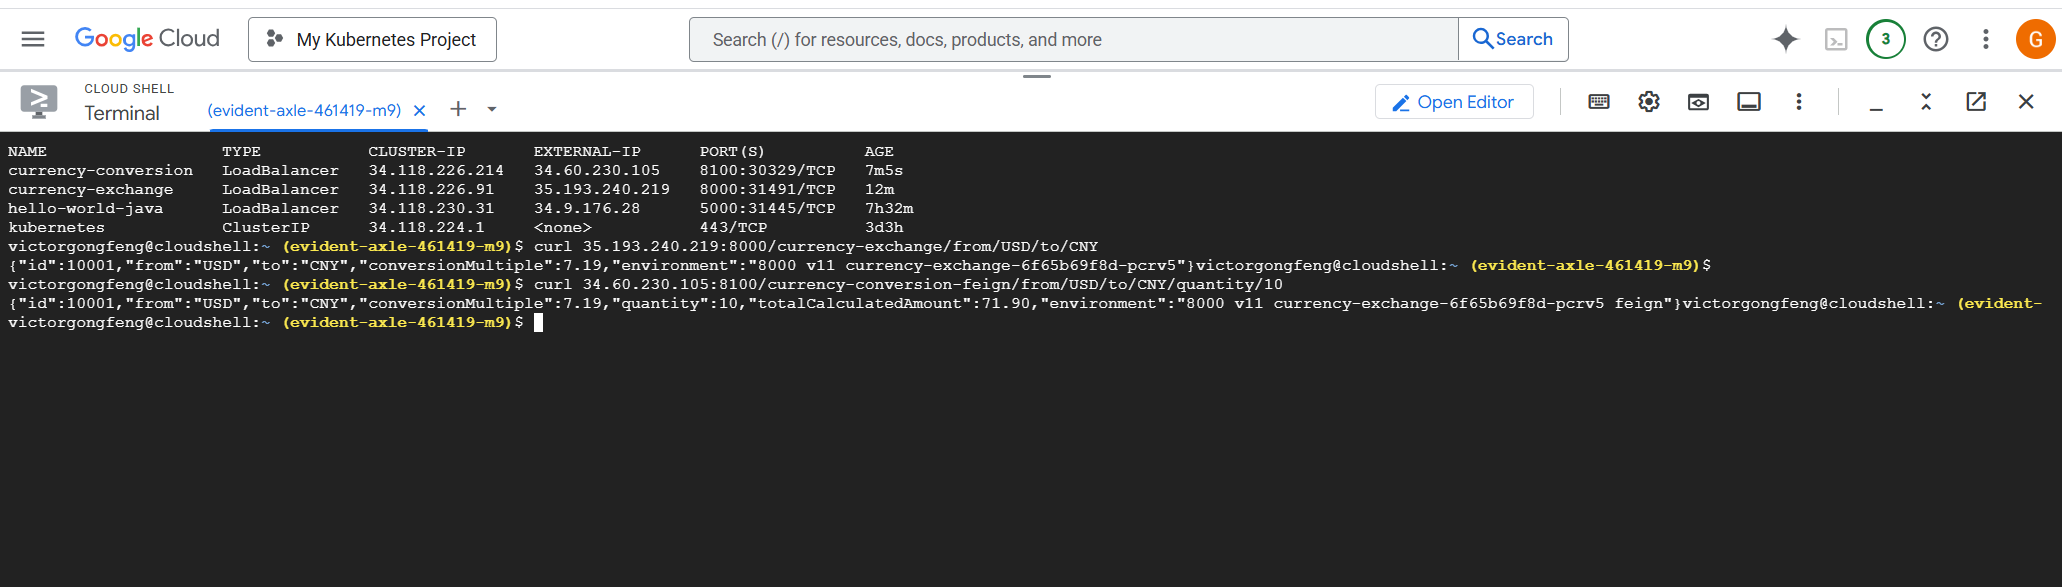 Google Cloud
My Kubernetes Project
Search (/) for resources, docs, products, and more
Search
3
G
CLOUD SHELL
Terminal
(evident-axle-461419-m9)
Open Editor
NAME TYPE CLUSTER-IP EXTERNAL-IP PORT(S) AGE
currency-conversion LoadBalancer 34.118.226.214 34.60.230.105 8100:30329/TCP 7m5s
currency-exchange LoadBalancer 34.118.226.91 35.193.240.219 8000:31491/TCP 12m
hello-world-java LoadBalancer 34.118.230.31 34.9.176.28 5000:31445/TCP 7h32m
kubernetes ClusterIP 34.118.224.1 <none> 443/TCP 3d3h
victorgongfeng@cloudshell:~ (evident-axle-461419-m9)$ curl 35.193.240.219:8000/currency-exchange/from/USD/to/CNY
{"id":10001,"from":"USD","to":"CNY","conversionMultiple":7.19,"environment":"8000 v11 currency-exchange-6f65b69f8d-pcrv5"}victorgongfeng@cloudshell:~ (evident-axle-461419-m9)$
victorgongfeng@cloudshell:~ (evident-axle-461419-m9)$ curl 34.60.230.105:8100/currency-conversion-feign/from/USD/to/CNY/quantity/10
{"id":10001,"from":"USD","to":"CNY","conversionMultiple":7.19,"quantity":10,"totalCalculatedAmount":71.90,"environment":"8000 v11 currency-exchange-6f65b69f8d-pcrv5 feign"}victorgongfeng@cloudshell:~ (evident-
victorgongfeng@cloudshell:~ (evident-axle-461419-m9)$